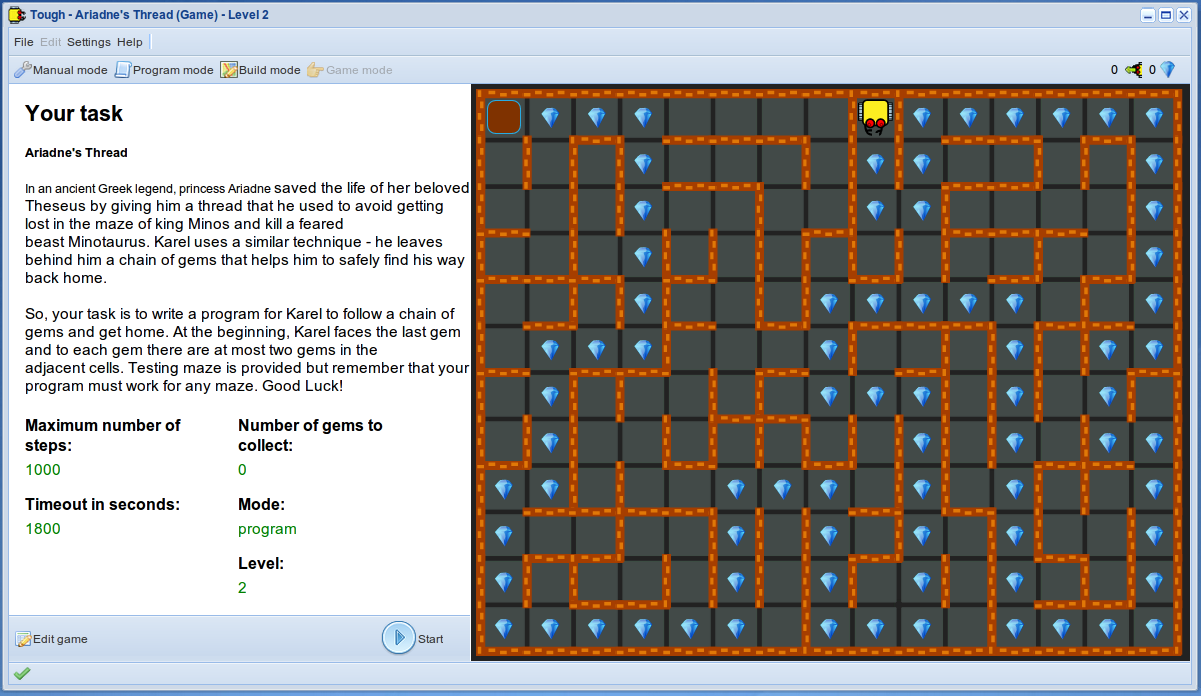 Tough - Ariadne's Thread (Game) - Level 2
File Edit Settings Help
Manual mode Program mode Build mode Game mode
0 0
Your task
Ariadne's Thread
In an ancient Greek legend, princess Ariadne saved the life of her beloved
Theseus by giving him a thread that he used to avoid getting
lost in the maze of king Minos and kill a feared
beast Minotaurus. Karel uses a similar technique - he leaves
behind him a chain of gems that helps him to safely find his way
back home.
So, your task is to write a program for Karel to follow a chain of
gems and get home. At the beginning, Karel faces the last gem
and to each gem there are at most two gems in the
adjacent cells. Testing maze is provided but remember that your
program must work for any maze. Good Luck!
Maximum number of
steps:
1000
Number of gems to
collect:
0
Timeout in seconds:
1800
Mode:
program
Level:
2
Edit game
Start